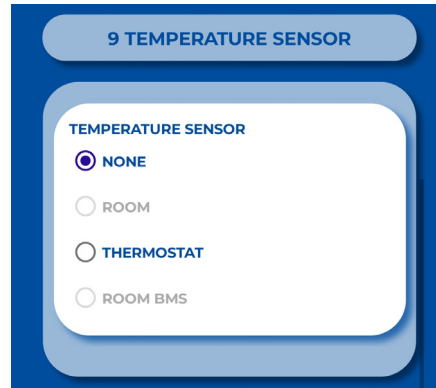 9 TEMPERATURE SENSOR
TEMPERATURE SENSOR
NONE
ROOM
THERMOSTAT
ROOM BMS